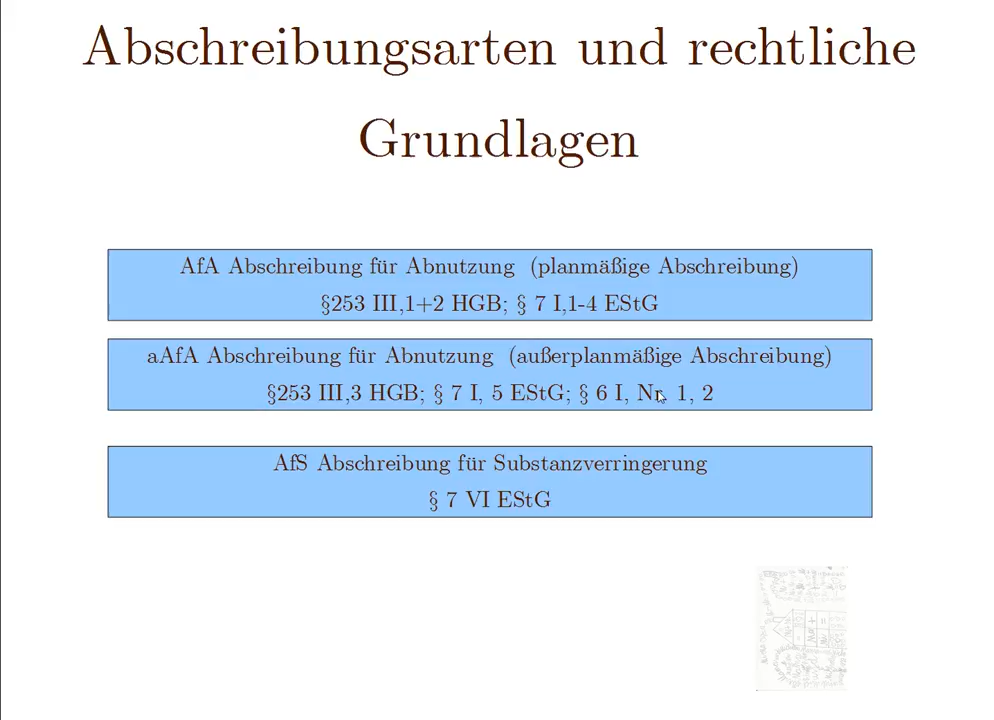 Abschreibungsarten und rechtliche
Grundlagen
AfA Abschreibung für Abnutzung (planmäßige Abschreibung)
§253 III,1+2 HGB; § 7 I,1-4 EStG
aAfA Abschreibung für Abnutzung (außerplanmäßige Abschreibung)
§253 III,3 HGB; § 7 I, 5 EStG; § 6 I, Nr. 1, 2
AfS Abschreibung für Substanzverringerung
§ 7 VI EStG